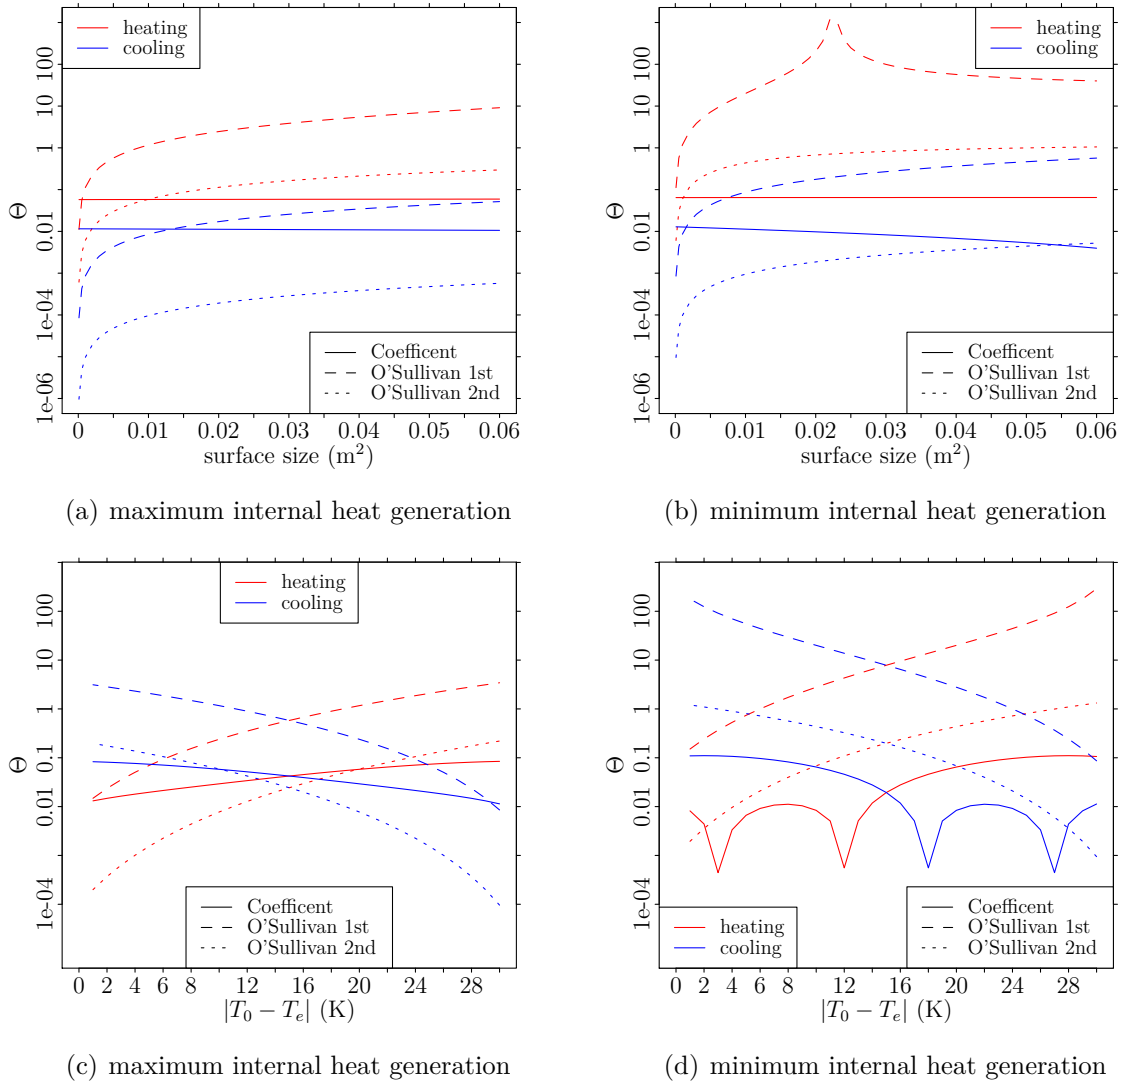 heating
cooling
Θ
1e-06
1e-04
0.01
1
10
100
Coefficent
O'Sullivan 1st
O'Sullivan 2nd
0 0.01 0.02 0.03 0.04 0.05 0.06
surface size (m²)
(a) maximum internal heat generation
heating
cooling
Θ
1e-06
1e-04
0.01
1
10
100
Coefficent
O'Sullivan 1st
O'Sullivan 2nd
0 0.01 0.02 0.03 0.04 0.05 0.06
surface size (m²)
(b) minimum internal heat generation
heating
cooling
Θ
1e-04
0.01
0.1
1
10
100
Coefficent
O'Sullivan 1st
O'Sullivan 2nd
0 2 4 6 8 12 16 20 24 28
|T₀ − Tₑ| (K)
(c) maximum internal heat generation
Θ
1e-04
0.01
0.1
1
10
100
heating
cooling
Coefficent
O'Sullivan 1st
O'Sullivan 2nd
0 2 4 6 8 12 16 20 24 28
|T₀ − Tₑ| (K)
(d) minimum internal heat generation